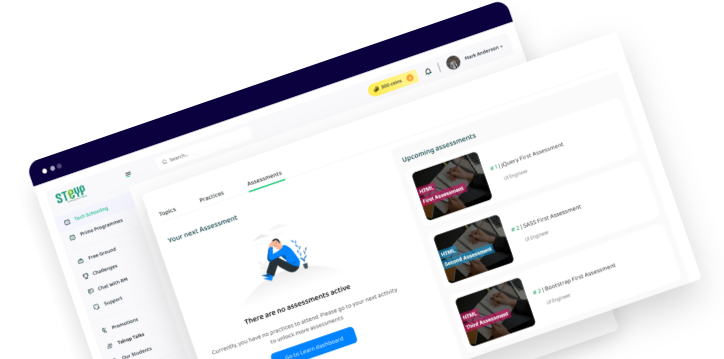 300 coins
Mark Anderson
Search...
STEYP
Tech Schooling
Prime Programmes
Free Ground
Challenges
Chat With RM
Support
Promotions
Takup Talks
Our Students
Topics
Practices
Assessments
Your next Assessment
There are no assessments active
Currently, you have no practices to attend. Please go to your next activity
to unlock more assessments
Go to Learn dashboard
Upcoming assessments
HTML
First Assessment
# 1 | jQuery First Assessment
UI Engineer
HTML
Second Assessment
# 2 | SASS First Assessment
UI Engineer
HTML
Third Assessment
# 2 | Bootstrap First Assessment
UI Engineer